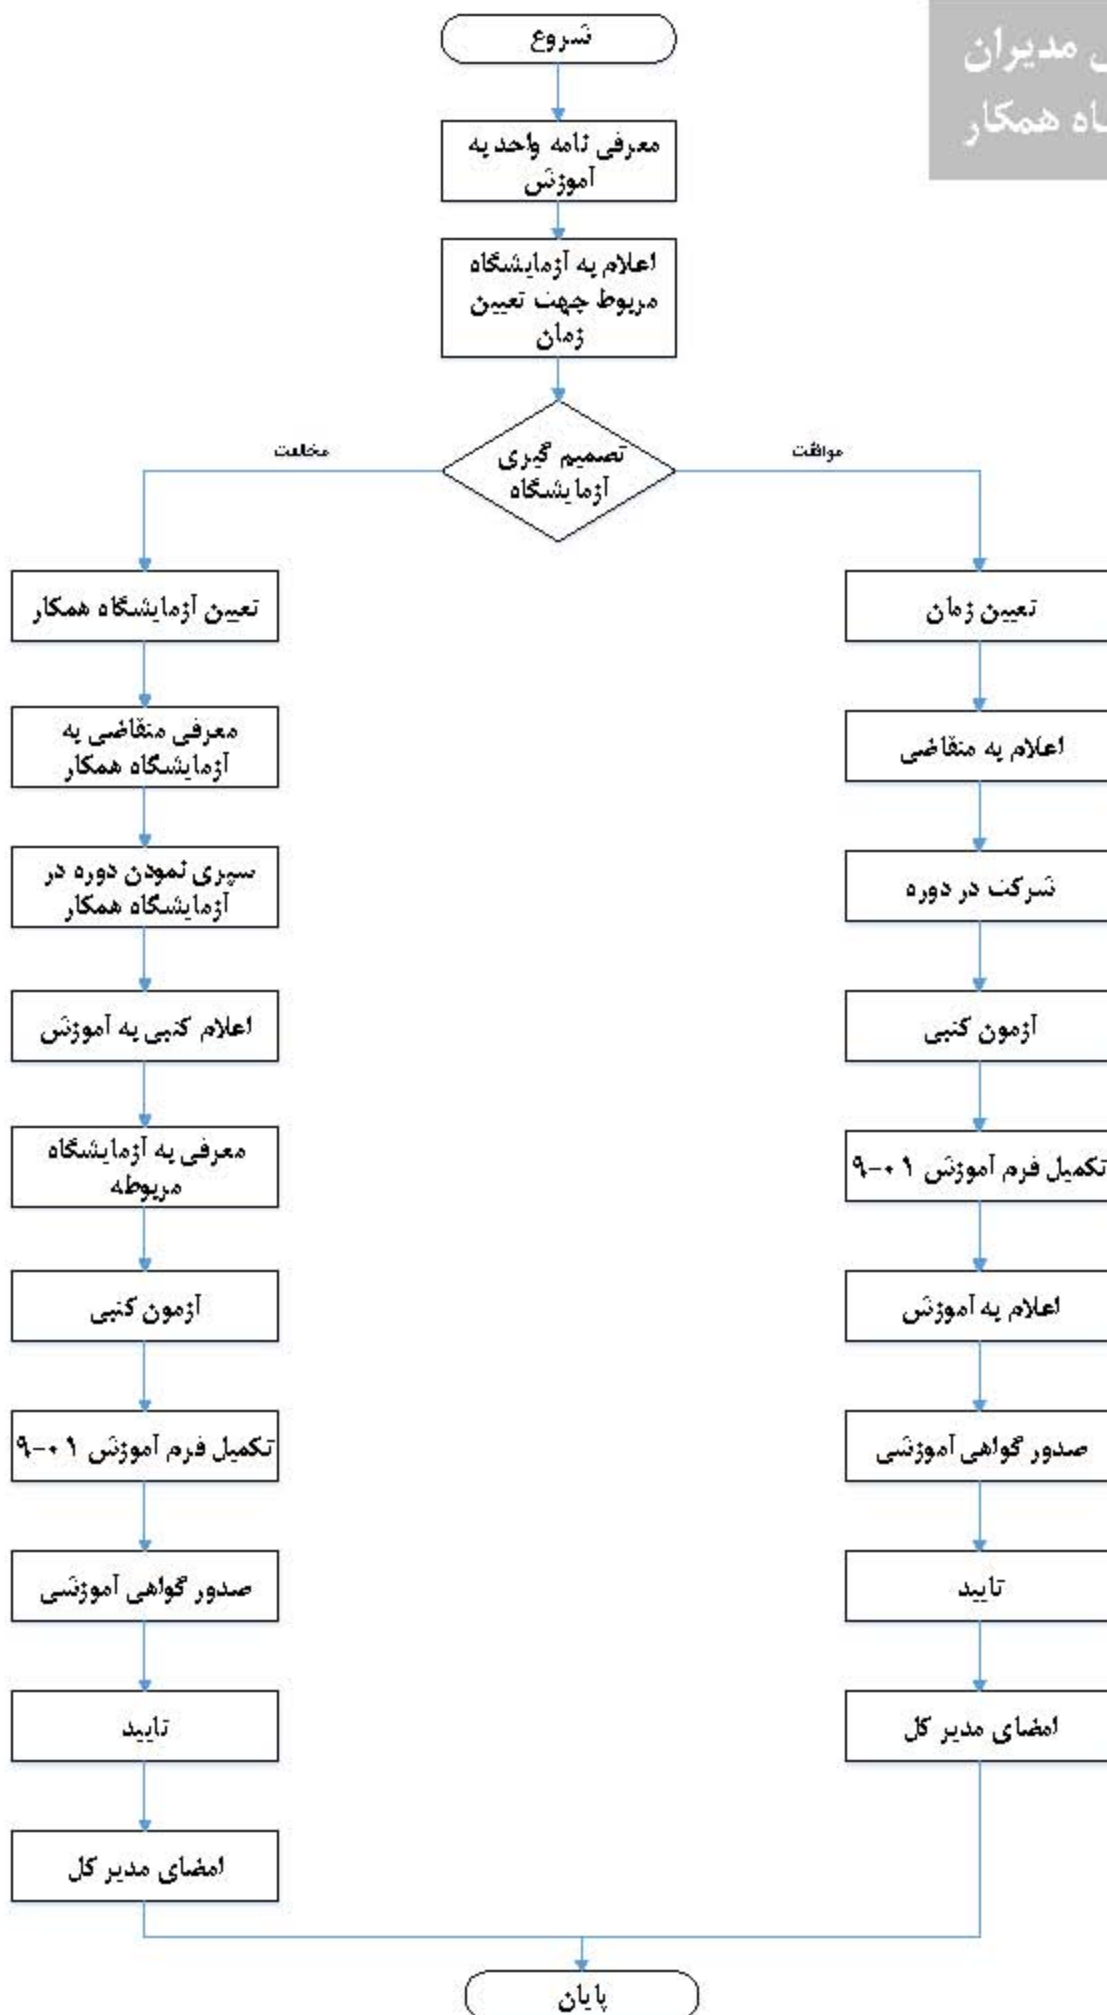 مدیران
همکار
شروع
معرفی نامه واحد به
آموزش
اعلام به آزمایشگاه
مربوط جهت تعیین
زمان
تصمیم گیری
آزمایشگاه
موافقت
مخالفت
تعیین زمان
اعلام به متقاضی
شرکت در دوره
آزمون کتبی
تکمیل فرم آموزش ۰۱-۹
اعلام به آموزش
صدور گواهی آموزشی
تایید
امضای مدیر کل
تعیین آزمایشگاه همکار
معرفی متقاضی به
آزمایشگاه همکار
سپری نمودن دوره در
آزمایشگاه همکار
اعلام کتبی به آموزش
معرفی به آزمایشگاه
مربوطه
آزمون کتبی
تکمیل فرم آموزش ۰۱-۹
صدور گواهی آموزشی
تایید
امضای مدیر کل
پایان